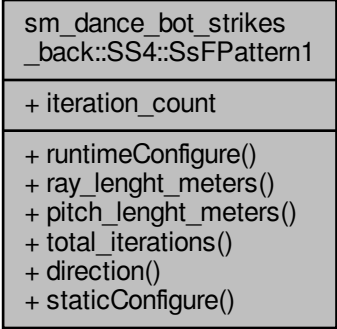 sm_dance_bot_strikes
_back::SS4::SsFPattern1
+ iteration_count
+ runtimeConfigure()
+ ray_lenght_meters()
+ pitch_lenght_meters()
+ total_iterations()
+ direction()
+ staticConfigure()